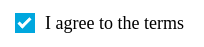 I agree to the terms